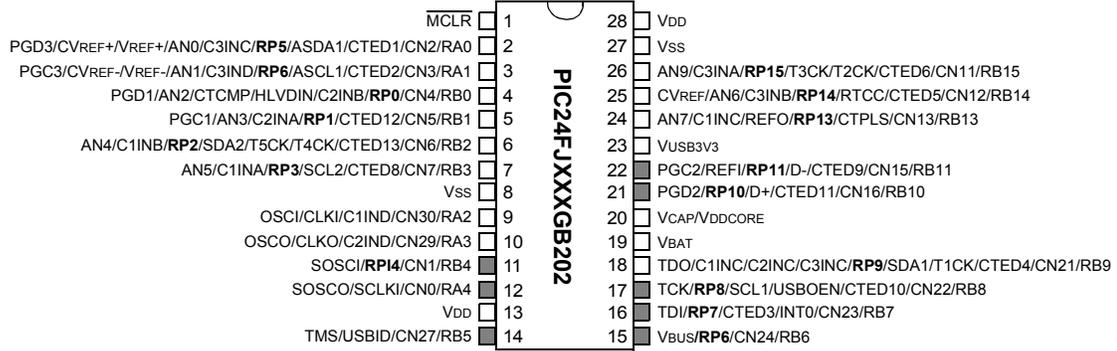 MCLR 1
PGD3/CVREF+/VREF+/AN0/C3INC/RP5/ASDA1/CTED1/CN2/RA0 2
PGC3/CVREF-/VREF-/AN1/C3IND/RP6/ASCL1/CTED2/CN3/RA1 3
PGD1/AN2/CTCMP/HLVDIN/C2INB/RP0/CN4/RB0 4
PGC1/AN3/C2INA/RP1/CTED12/CN5/RB1 5
AN4/C1INB/RP2/SDA2/T5CK/T4CK/CTED13/CN6/RB2 6
AN5/C1INA/RP3/SCL2/CTED8/CN7/RB3 7
VSS 8
OSCI/CLKI/C1IND/CN30/RA2 9
OSCO/CLKO/C2IND/CN29/RA3 10
SOSCI/RPI4/CN1/RB4 11
SOSCO/SCLKI/CN0/RA4 12
VDD 13
TMS/USBID/CN27/RB5 14
PIC24FJXXXGB202
28 VDD
27 VSS
26 AN9/C3INA/RP15/T3CK/T2CK/CTED6/CN11/RB15
25 CVREF/AN6/C3INB/RP14/RTCC/CTED5/CN12/RB14
24 AN7/C1INC/REFO/RP13/CTPLS/CN13/RB13
23 VUSB3V3
22 PGC2/REFI/RP11/D-/CTED9/CN15/RB11
21 PGD2/RP10/D+/CTED11/CN16/RB10
20 VCAP/VDDCORE
19 VBAT
18 TDO/C1INC/C2INC/C3INC/RP9/SDA1/T1CK/CTED4/CN21/RB9
17 TCK/RP8/SCL1/USBOEN/CTED10/CN22/RB8
16 TDI/RP7/CTED3/INT0/CN23/RB7
15 VBUS/RP6/CN24/RB6